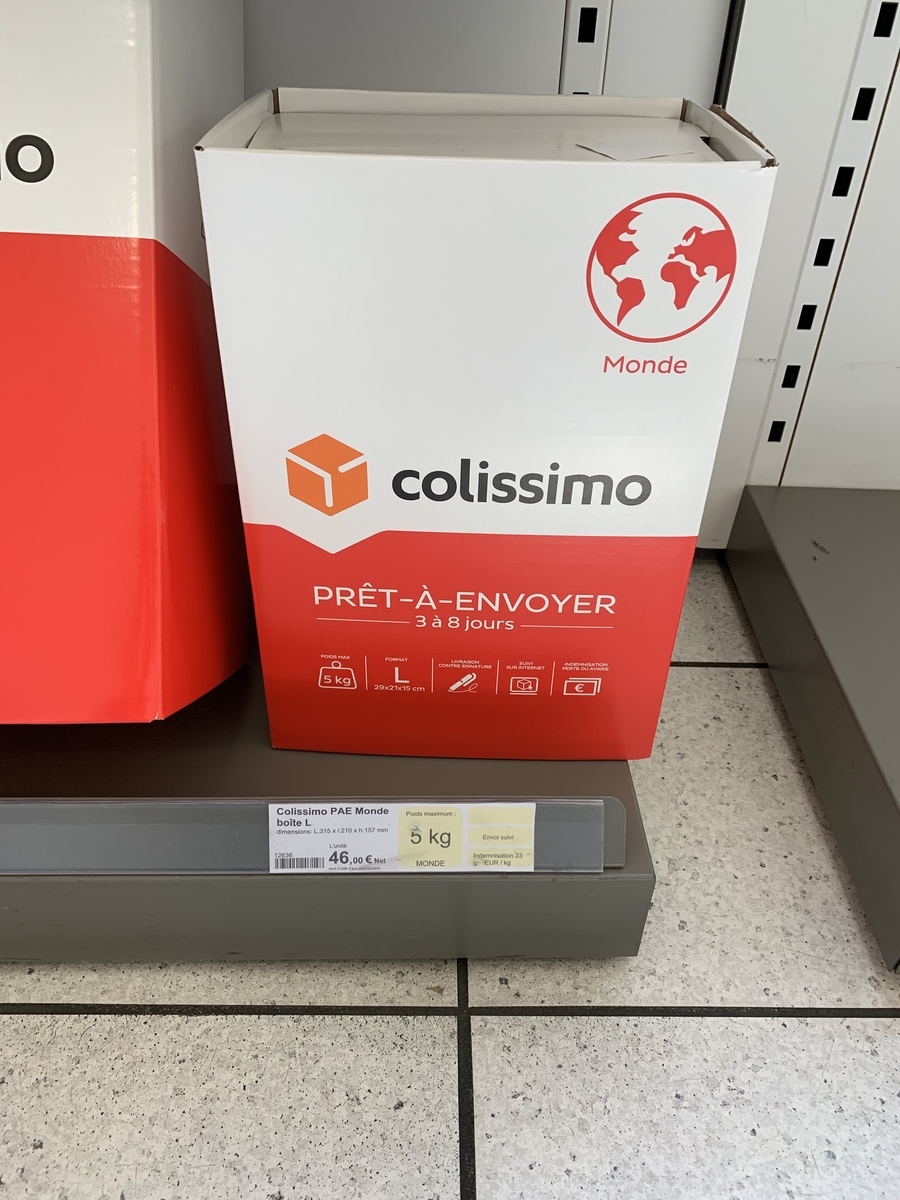 io
Monde
colissimo
PRÊT-À-ENVOYER
3 à 8 jours
POIDS MAX
5 kg
FORMAT
L
29x21x15 cm
LIVRAISON
CONTRE SIGNATURE
SUIVI
SUR INTERNET
INDEMNISATION
PERTE OU AVARIE
€
Colissimo PAE Monde
boîte L
dimensions: L.315 x l.210 x h.157 mm
12636
L'unité
46,00 € Net
Poids maximum :
5 kg
MONDE
Envoi suivi
Indemnisation 23
EUR / kg